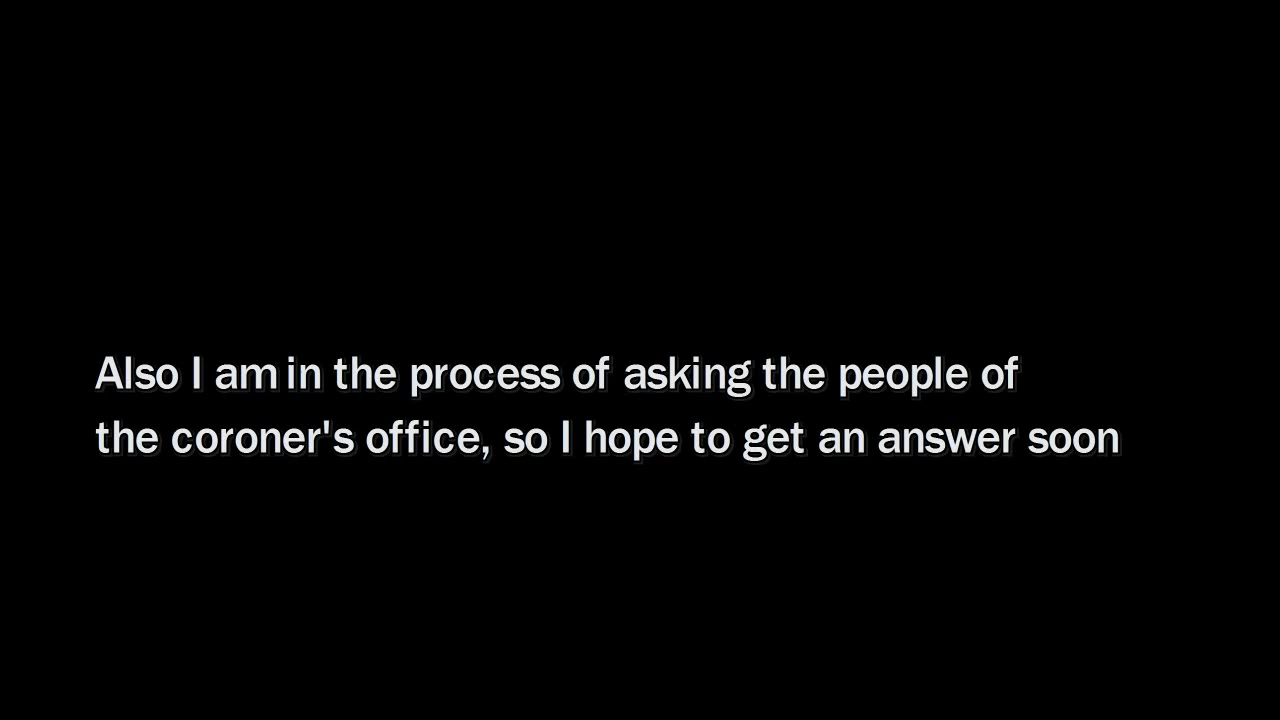 Also I am in the process of asking the people of
the coroner's office, so I hope to get an answer soon